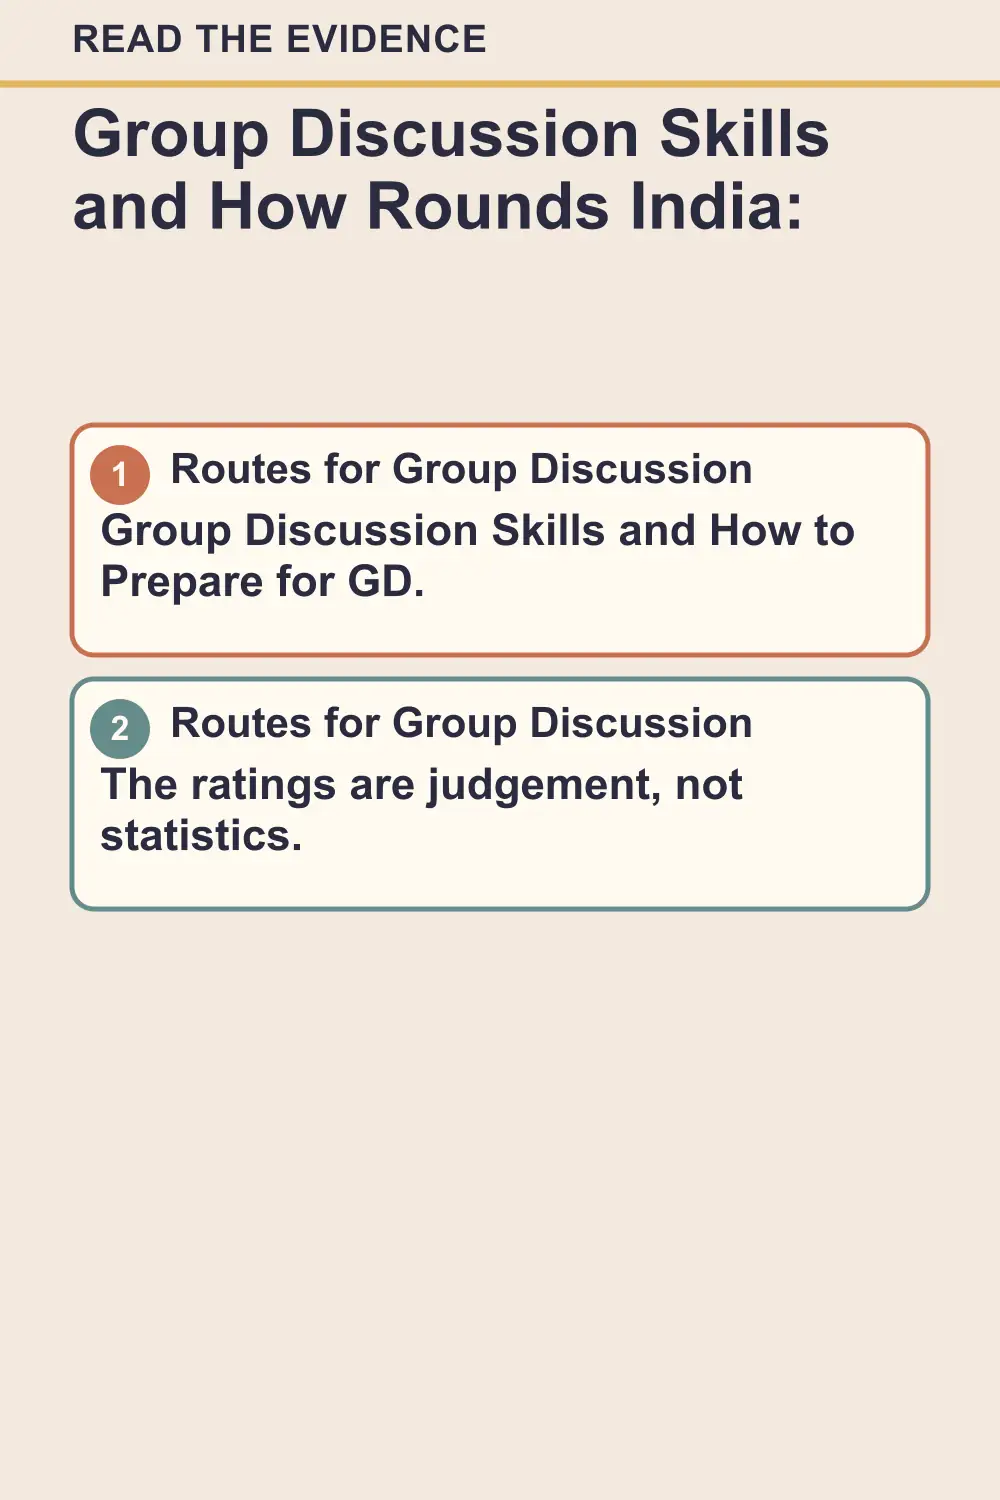 READ THE EVIDENCE
Group Discussion Skills
and How Rounds India:
1 Routes for Group Discussion
Group Discussion Skills and How to
Prepare for GD.
2 Routes for Group Discussion
The ratings are judgement, not
statistics.